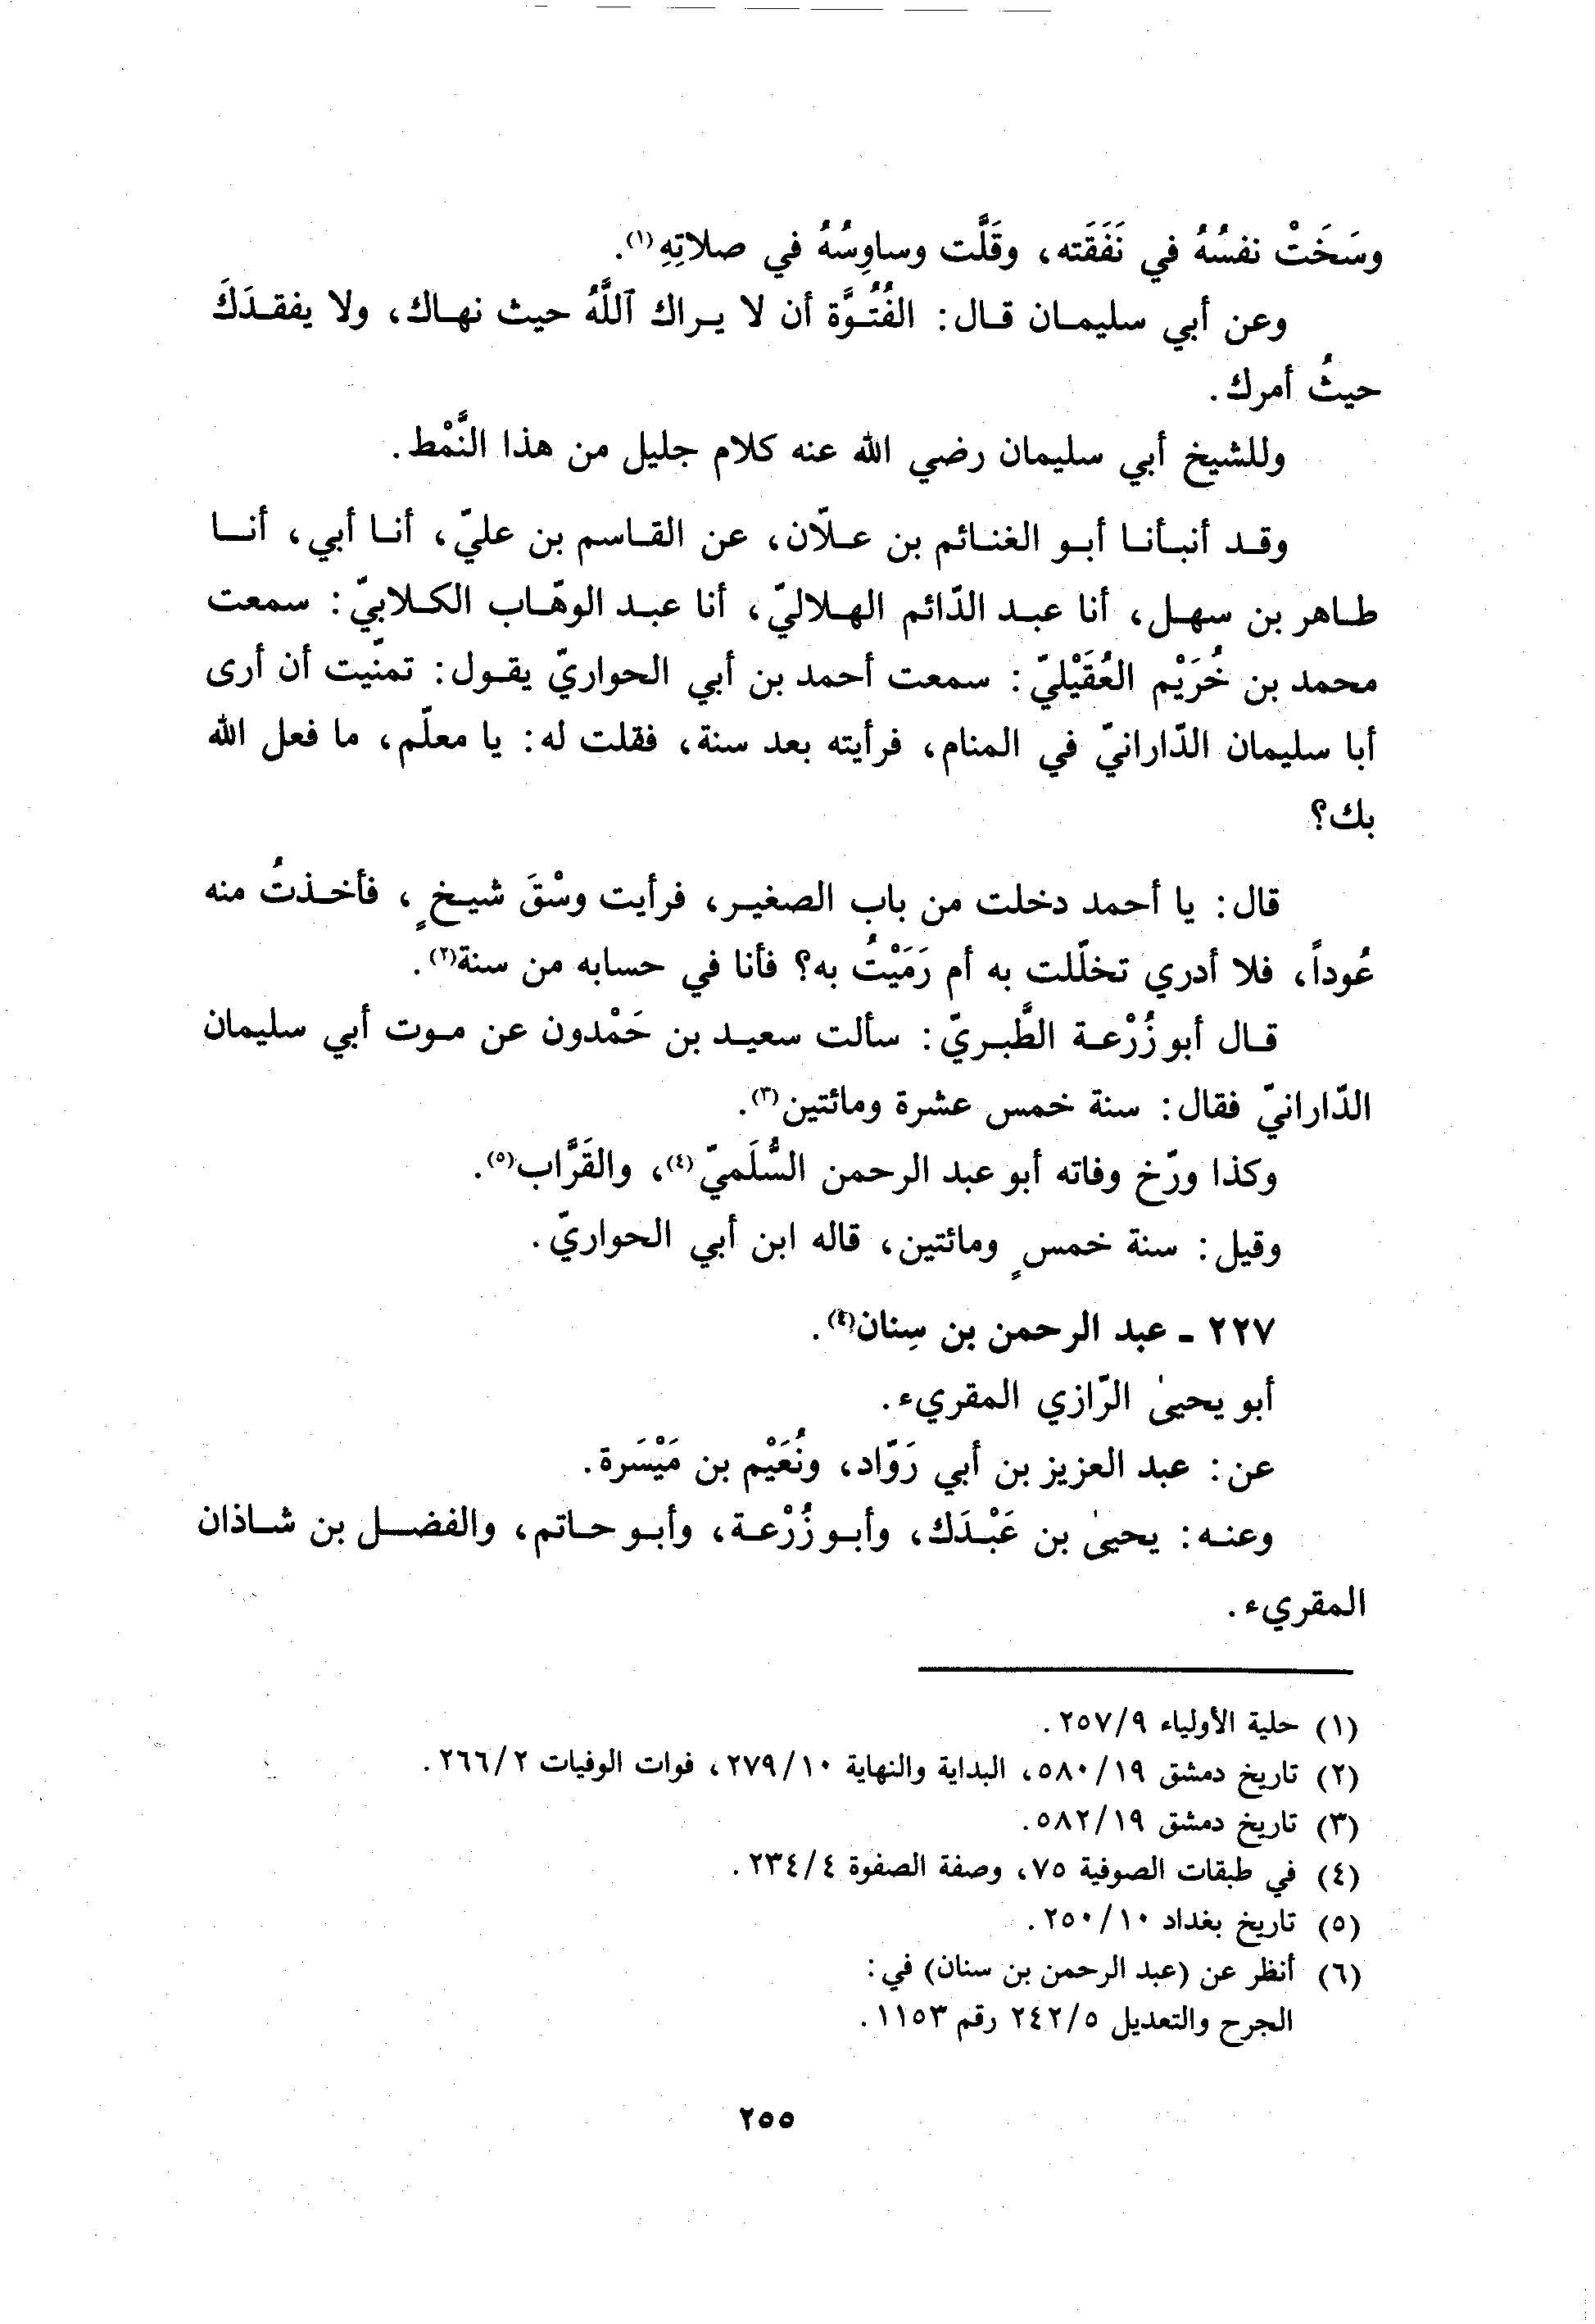 وسَخَتْ نفسُهُ في نَفَقَته، وقَلَّت وساوِسُهُ في صلاتِهِ(١).
وعن أبي سليمان قال: الفُتُوَّة أن لا يراك ٱللَّهُ حيث نهاك، ولا يفقدَكَ
حيثُ أمرك.
وللشيخ أبي سليمان رضي الله عنه كلام جليل من هذا النَّمْط.
وقد أنبأنا أبو الغنائم بن علّان، عن القاسم بن عليّ، أنا أبي، أنا
طاهر بن سهل، أنا عبد الدّائم الهلاليّ، أنا عبد الوهّاب الكلابيّ: سمعت
محمد بن خُرَيْم العُقَيْليّ: سمعت أحمد بن أبي الحواريّ يقول: تمنّيت أن أرى
أبا سليمان الدّارانيّ في المنام، فرأيته بعد سنة، فقلت له: يا معلّم، ما فعل الله
بك؟
قال: يا أحمد دخلت من باب الصغير، فرأيت وسْقَ شيخٍ، فأخذتُ منه
عُوداً، فلا أدري تخلّلت به أم رَمَيْتُ به؟ فأنا في حسابه من سنة(٢).
قال أبو زُرْعة الطَّبريّ: سألت سعيد بن حَمْدون عن موت أبي سليمان
الدّارانيّ فقال: سنة خمس عشرة ومائتين(٣).
وكذا ورّخ وفاته أبو عبد الرحمن السُّلَميّ(٤)، والقَرَّاب(٥).
وقيل: سنة خمسٍ ومائتين، قاله ابن أبي الحواريّ.
٢٢٧ ـ عبد الرحمن بن سِنان(٤).
أبو يحيىٰ الرّازي المقريء.
عن: عبد العزيز بن أبي رَوّاد، ونُعَيْم بن مَيْسَرة.
وعنه: يحيىٰ بن عَبْدَك، وأبو زُرْعة، وأبو حاتم، والفضل بن شاذان
المقريء.
(١) حلية الأولياء ٢٥٧/٩.
(٢) تاريخ دمشق ٥٨٠/١٩، البداية والنهاية ٢٧٩/١٠، فوات الوفيات ٢٦٦/٢.
(٣) تاريخ دمشق ٥٨٢/١٩.
(٤) في طبقات الصوفية ٧٥، وصفة الصفوة ٢٣٤/٤.
(٥) تاريخ بغداد ٢٥٠/١٠.
(٦) أنظر عن (عبد الرحمن بن سنان) في:
الجرح والتعديل ٢٤٢/٥ رقم ١١٥٣.
٢٥٥